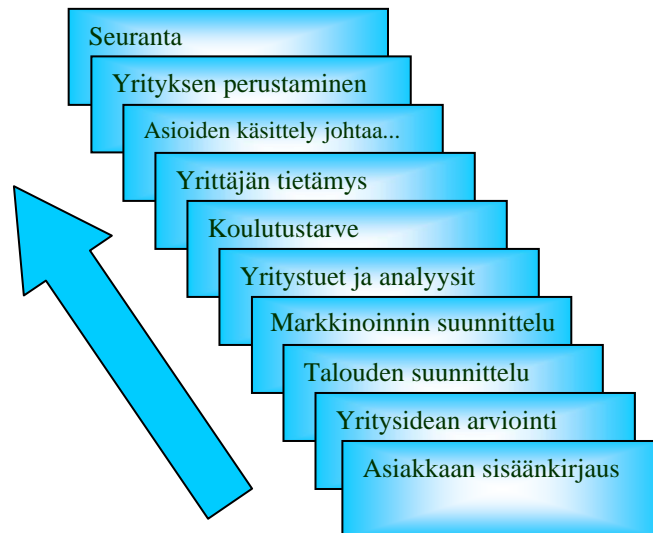 Seuranta
Yrityksen perustaminen
Asioiden käsittely johtaa...
Yrittäjän tietämys
Koulutustarve
Yritystuet ja analyysit
Markkinoinnin suunnittelu
Talouden suunnittelu
Yritysidean arviointi
Asiakkaan sisäänkirjaus